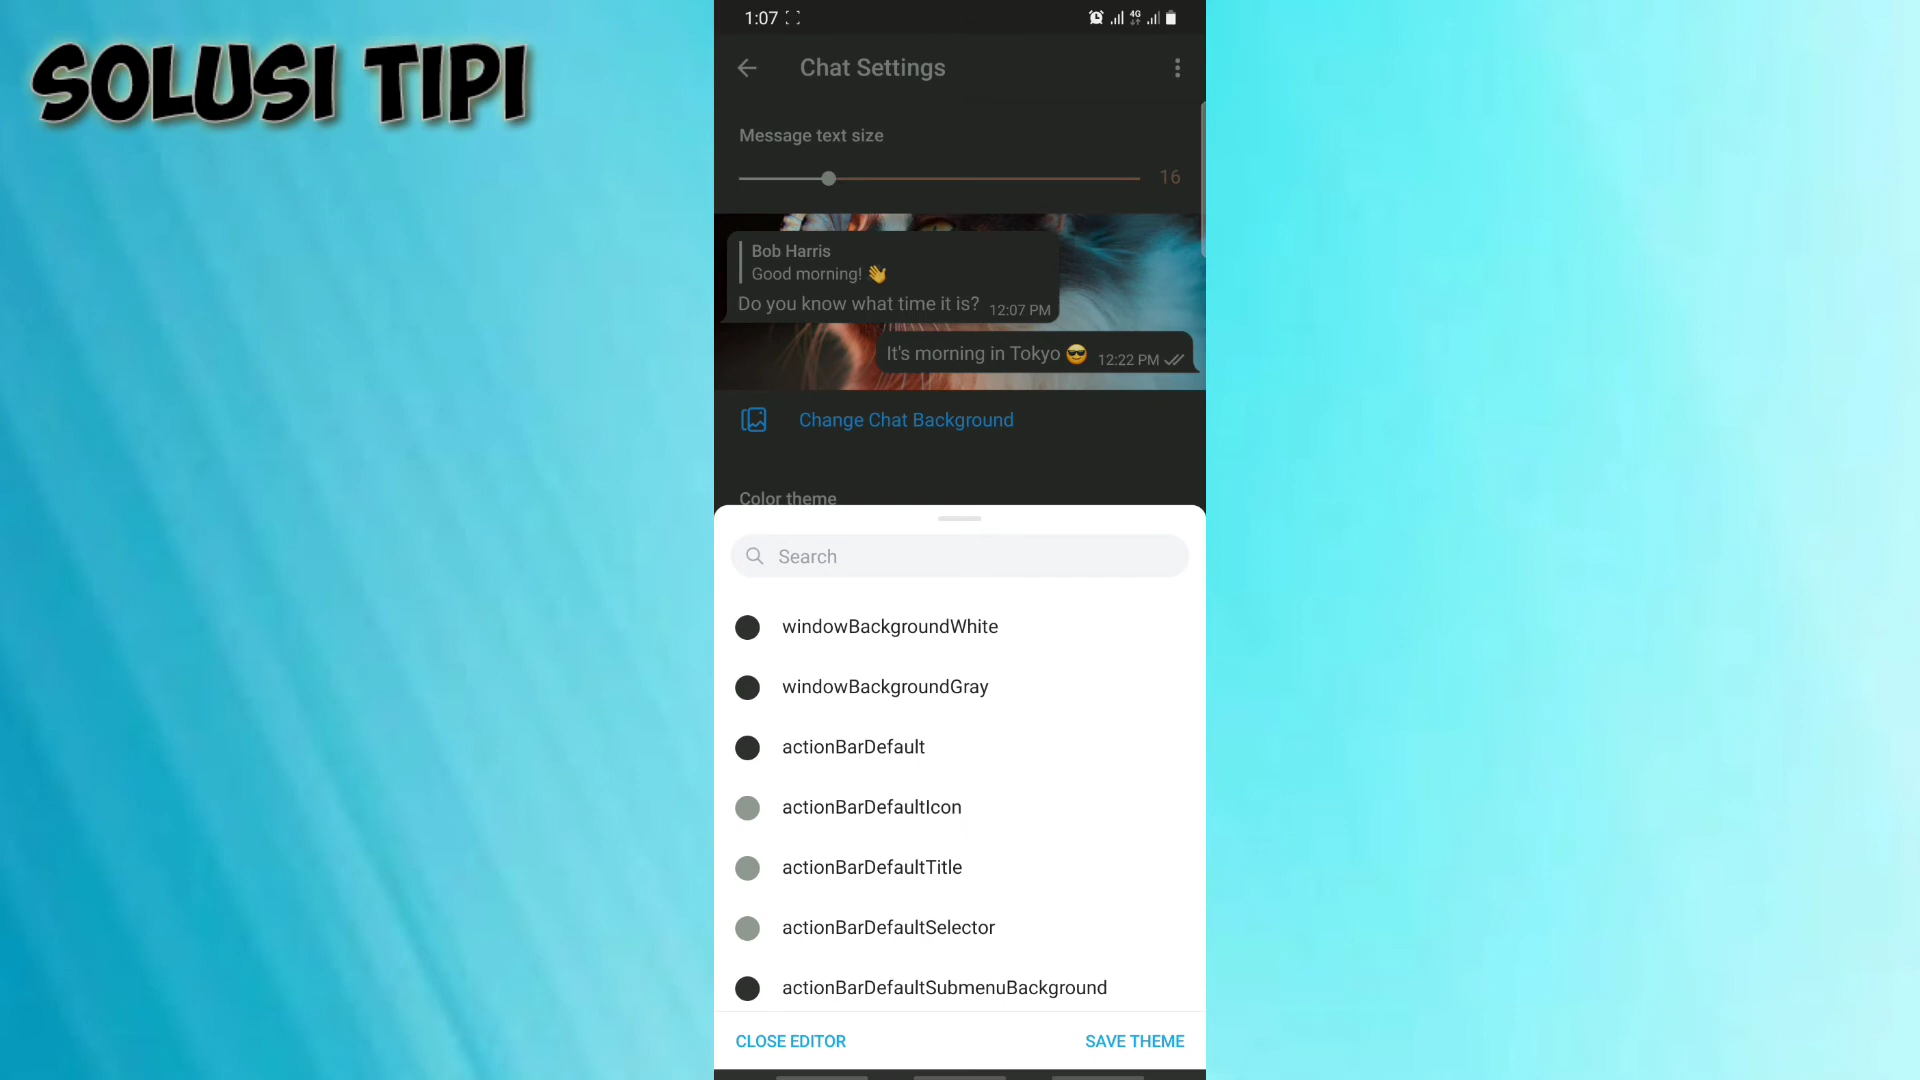 SOLUSI TIPI
1:07
4G
Chat Settings
Message text size
16
Bob Harris
Good morning! 👋
Do you know what time it is? 12:07 PM
It's morning in Tokyo 😎 12:22 PM
Change Chat Background
Color theme
Search
windowBackgroundWhite
windowBackgroundGray
actionBarDefault
actionBarDefaultIcon
actionBarDefaultTitle
actionBarDefaultSelector
actionBarDefaultSubmenuBackground
CLOSE EDITOR
SAVE THEME